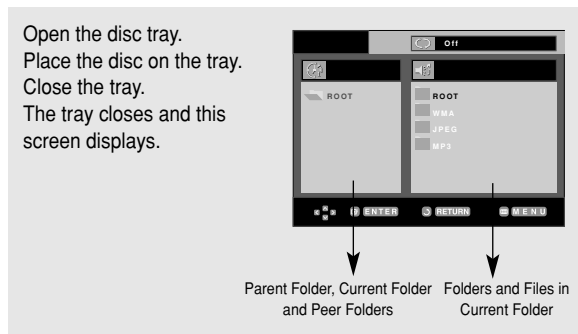 Open the disc tray.
Place the disc on the tray.
Close the tray.
The tray closes and this
screen displays.
Off
ROOT
ROOT
WMA
JPEG
MP3
ENTER RETURN MENU
Parent Folder, Current Folder
and Peer Folders
Folders and Files in
Current Folder